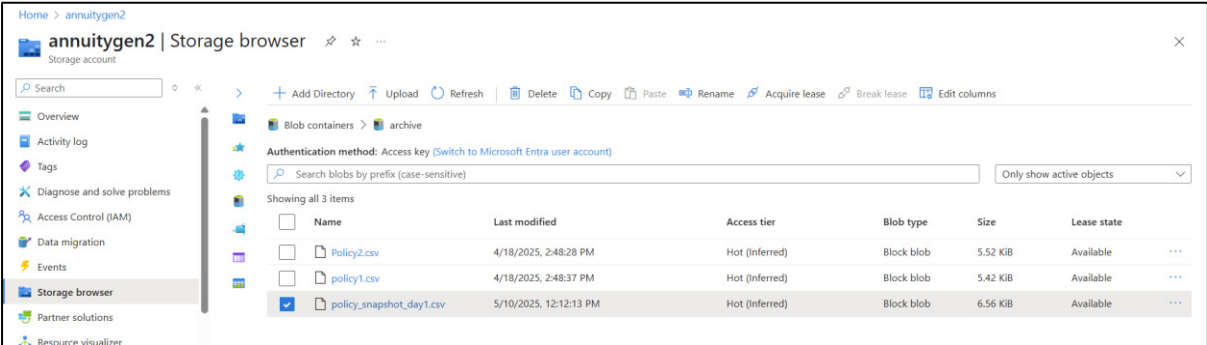 Home > annuitygen2
annuitygen2 | Storage browser
Storage account
Search
Overview
Activity log
Tags
Diagnose and solve problems
Access Control (IAM)
Data migration
Events
Storage browser
Partner solutions
Resource visualizer
Add Directory Upload Refresh Delete Copy Paste Rename Acquire lease Break lease Edit columns
Blob containers > archive
Authentication method: Access key (Switch to Microsoft Entra user account)
Search blobs by prefix (case-sensitive) Only show active objects
Showing all 3 items
Name Last modified Access tier Blob type Size Lease state
Policy2.csv 4/18/2025, 2:48:28 PM Hot (Inferred) Block blob 5.52 KiB Available
policy1.csv 4/18/2025, 2:48:37 PM Hot (Inferred) Block blob 5.42 KiB Available
policy_snapshot_day1.csv 5/10/2025, 12:12:13 PM Hot (Inferred) Block blob 6.56 KiB Available